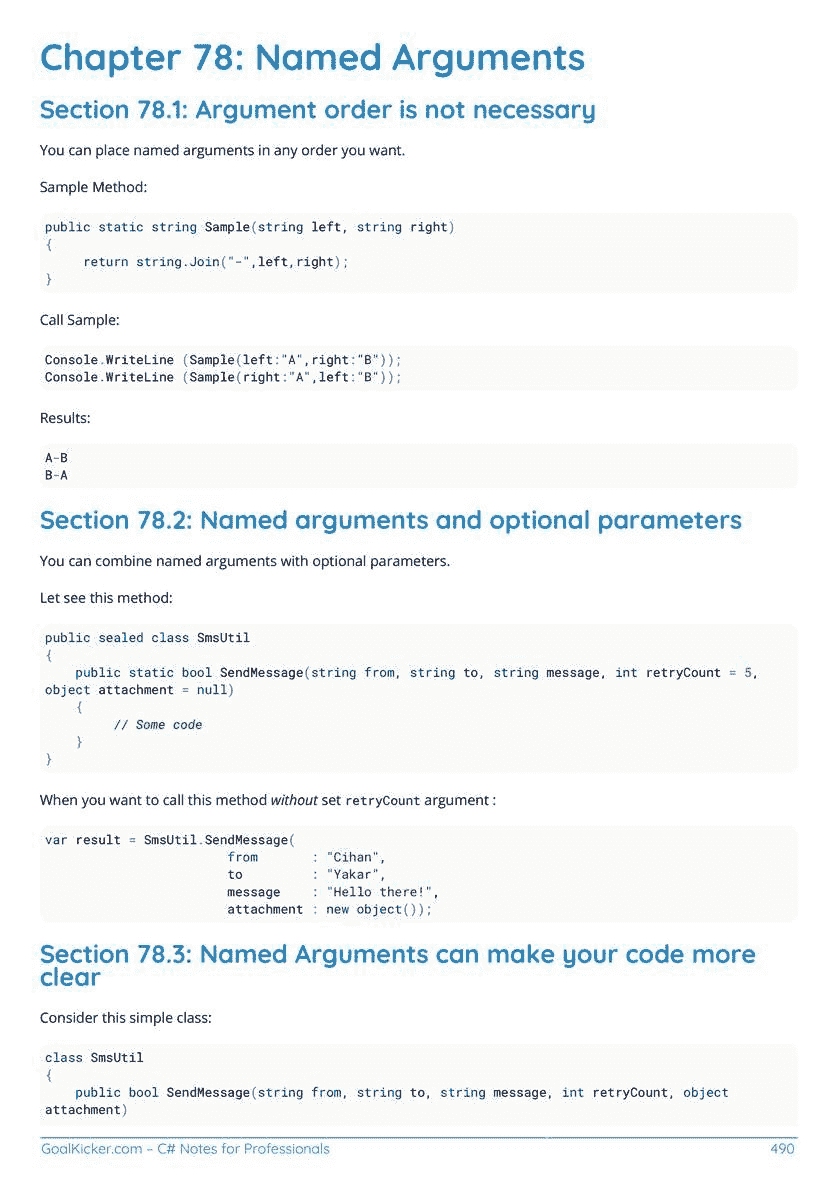 Chapter 78: Named Arguments
Section 78.1: Argument order is not necessary
You can place named arguments in any order you want.
Sample Method:
public static string Sample(string left, string right)
{
     return string.Join("-",left,right);
}
Call Sample:
Console.WriteLine (Sample(left:"A",right:"B"));
Console.WriteLine (Sample(right:"A",left:"B"));
Results:
A-B
B-A
Section 78.2: Named arguments and optional parameters
You can combine named arguments with optional parameters.
Let see this method:
public sealed class SmsUtil
{
    public static bool SendMessage(string from, string to, string message, int retryCount = 5,
object attachment = null)
    {
         // Some code
    }
}
When you want to call this method without set retryCount argument :
var result = SmsUtil.SendMessage(
                        from       : "Cihan",
                        to         : "Yakar",
                        message    : "Hello there!",
                        attachment : new object());
Section 78.3: Named Arguments can make your code more
clear
Consider this simple class:
class SmsUtil
{
    public bool SendMessage(string from, string to, string message, int retryCount, object
attachment)
GoalKicker.com – C# Notes for Professionals 490